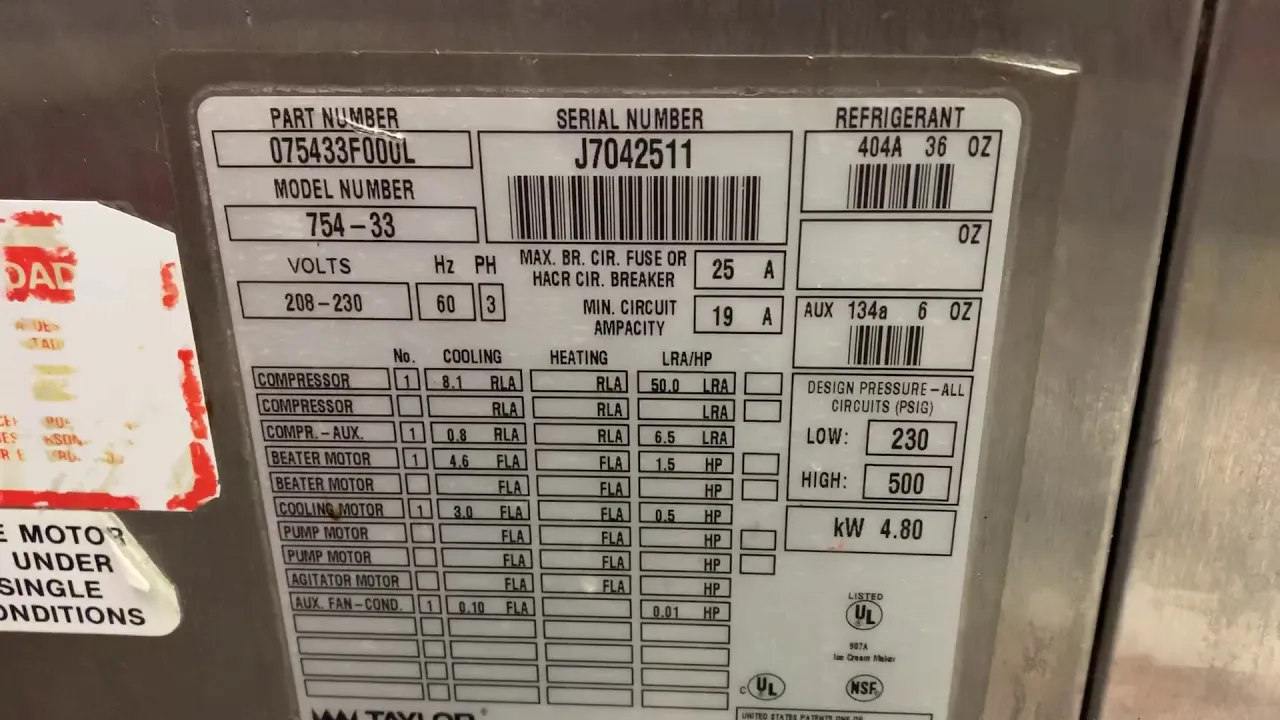 PART NUMBER
075433F000L
MODEL NUMBER
754-33
SERIAL NUMBER
J7042511
REFRIGERANT
404A 36 OZ
OZ
AUX 134a 6 OZ
VOLTS Hz PH
208-230 60 3
MAX. BR. CIR. FUSE OR
HACR CIR. BREAKER
25 A
MIN. CIRCUIT
AMPACITY
19 A
No. COOLING HEATING LRA/HP
COMPRESSOR 1 8.1 RLA RLA 50.0 LRA
COMPRESSOR RLA RLA LRA
COMPR.-AUX. 1 0.8 RLA RLA 6.5 LRA
BEATER MOTOR 1 4.6 FLA FLA 1.5 HP
BEATER MOTOR FLA FLA HP
COOLING MOTOR 1 3.0 FLA FLA 0.5 HP
PUMP MOTOR FLA FLA HP
PUMP MOTOR FLA FLA HP
AGITATOR MOTOR FLA HP
AUX. FAN-COND. 1 0.10 FLA 0.01 HP
DESIGN PRESSURE-ALL
CIRCUITS (PSIG)
LOW: 230
HIGH: 500
kW 4.80
LISTED
UL
987A
Ice Cream Maker
C UL
NSF
TAYLOR
UNITED STATES PATENTS ONE OR
OAD
E MOTOR
UNDER
SINGLE
ONDITIONS